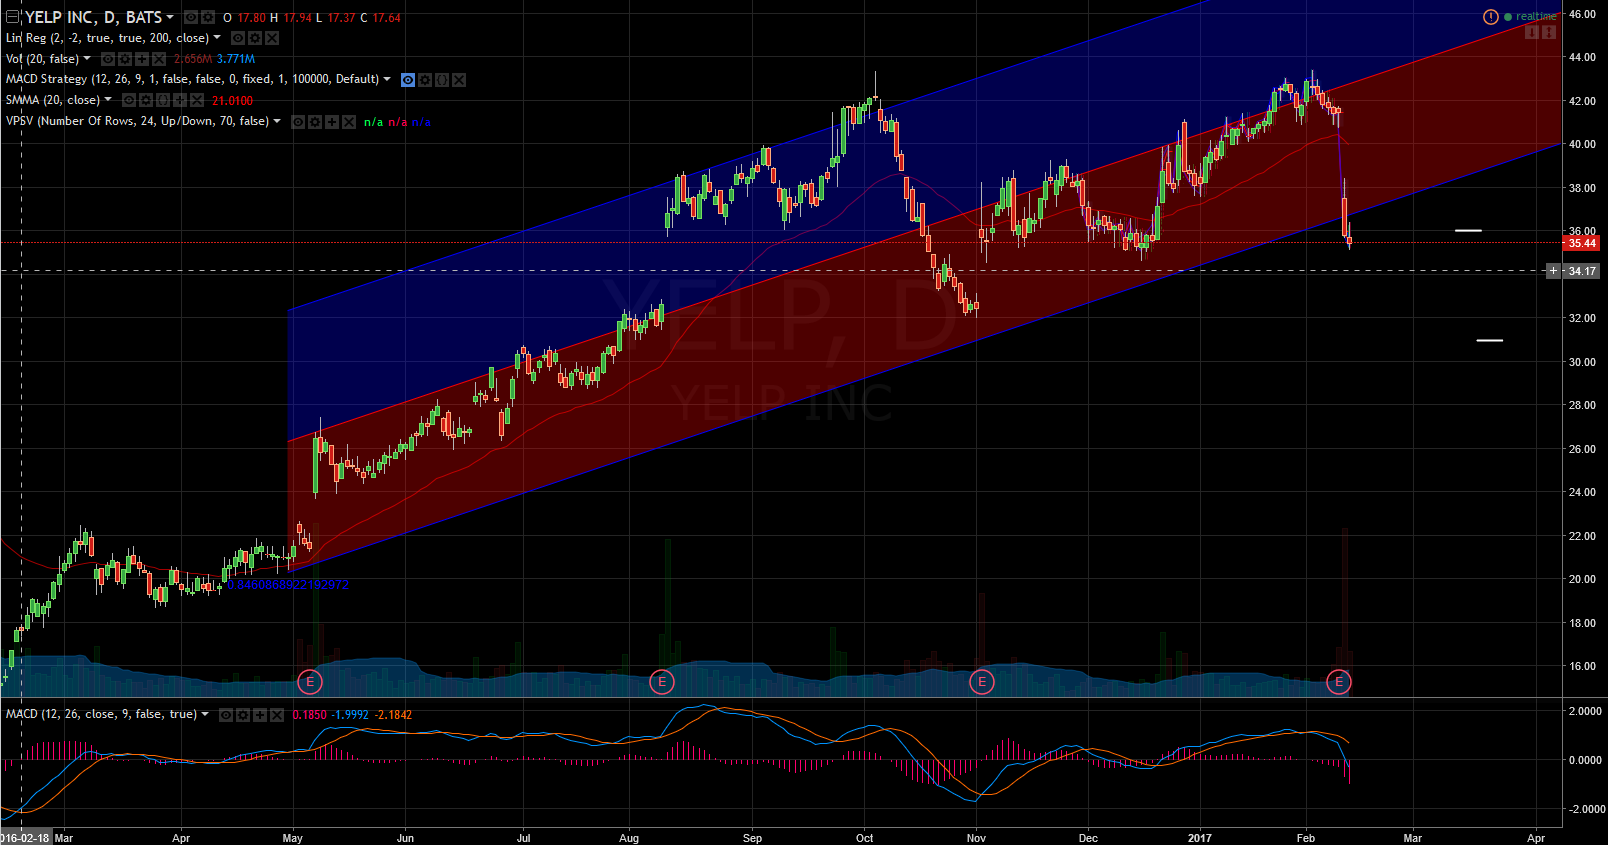 YELP INC, D, BATS O 17.80 H 17.94 L 17.37 C 17.64
realtime
Lin Reg (2, -2, true, true, 200, close)
Vol (20, false) 2.656M 3.771M
MACD Strategy (12, 26, 9, 1, false, false, 0, fixed, 1, 100000, Default)
SMMA (20, close) 21.0100
VPSV (Number Of Rows, 24, Up/Down, 70, false) n/a n/a n/a
46.00
44.00
42.00
40.00
38.00
36.00
35.44
34.17
32.00
30.00
28.00
26.00
24.00
22.00
20.00
18.00
16.00
YELP, D
YELP INC
0.8460868922192972
E E E E
MACD (12, 26, close, 9, false, true) 0.1850 -1.9992 -2.1842
2.0000
0.0000
-2.0000
016-02-18 Mar Apr May Jun Jul Aug Sep Oct Nov Dec 2017 Feb Mar Apr